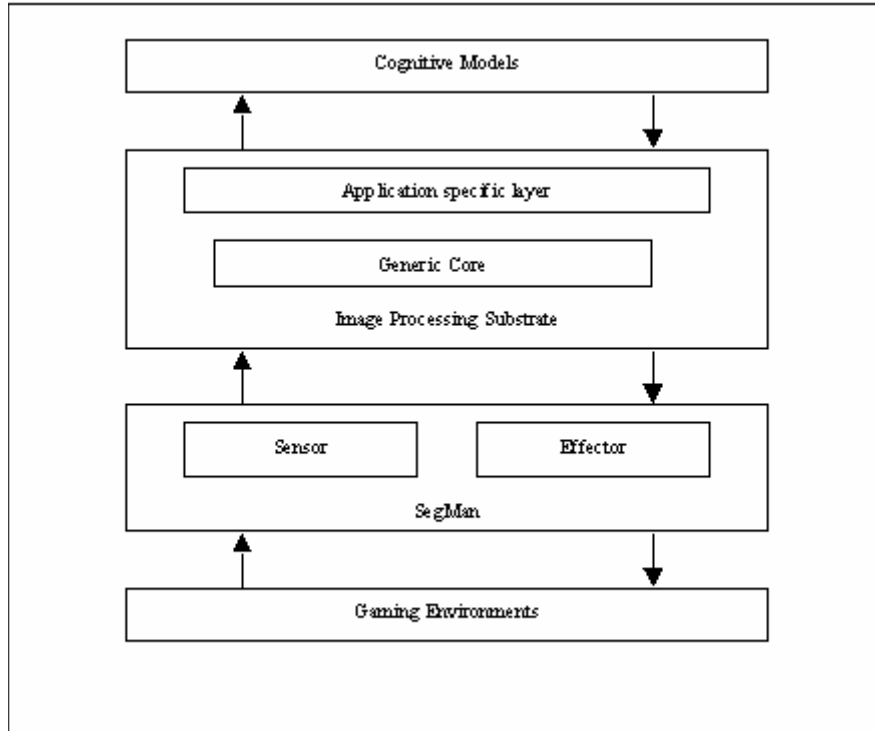 Cognitive Models
Application specific layer
Generic Core
Image Processing Substrate
Sensor
Effector
SegMan
Gaming Environments